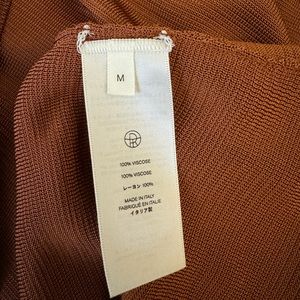 M
100% VISCOSE
100% VISCOSE
レーヨン 100%
MADE IN ITALY
FABRIQUÉ EN ITALIE
イタリア製